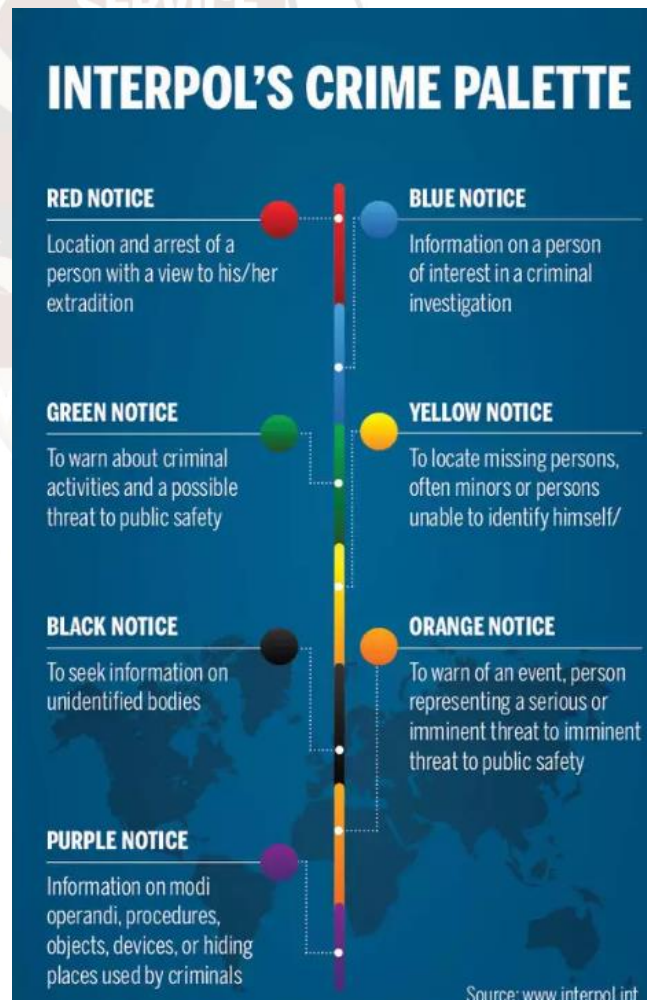 SERVICE
INTERPOL'S CRIME PALETTE
RED NOTICE
Location and arrest of a
person with a view to his/her
extradition
BLUE NOTICE
Information on a person
of interest in a criminal
investigation
GREEN NOTICE
To warn about criminal
activities and a possible
threat to public safety
YELLOW NOTICE
To locate missing persons,
often minors or persons
unable to identify himself/
BLACK NOTICE
To seek information on
unidentified bodies
ORANGE NOTICE
To warn of an event, person
representing a serious or
imminent threat to imminent
threat to public safety
PURPLE NOTICE
Information on modi
operandi, procedures,
objects, devices, or hiding
places used by criminals
Source: www.interpol.int